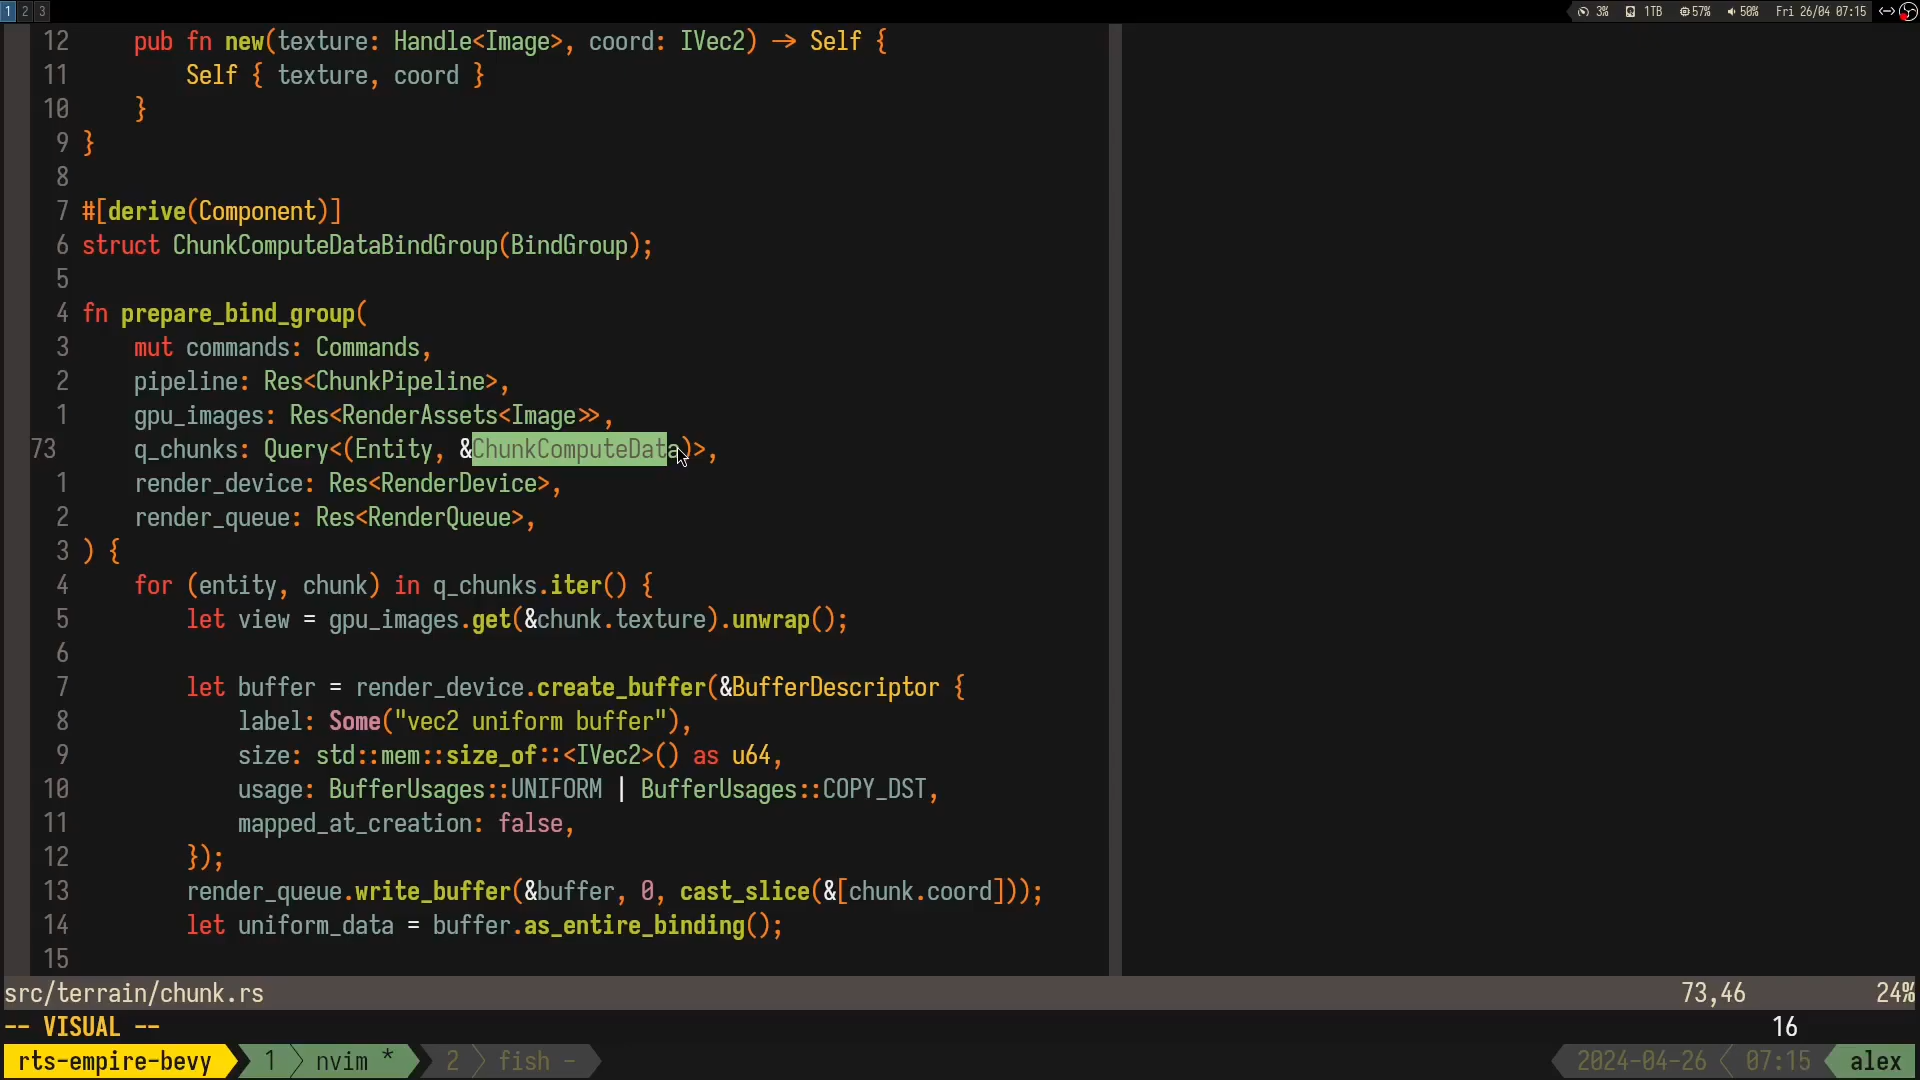 1 2 3 3% 1TB 57% 50% Fri 26/04 07:15
12 pub fn new(texture: Handle<Image>, coord: IVec2) -> Self {
11 Self { texture, coord }
10 }
9 }
8
7 #[derive(Component)]
6 struct ChunkComputeDataBindGroup(BindGroup);
5
4 fn prepare_bind_group(
3 mut commands: Commands,
2 pipeline: Res<ChunkPipeline>,
1 gpu_images: Res<RenderAssets<Image>>,
73 q_chunks: Query<(Entity, &ChunkComputeData)>,
1 render_device: Res<RenderDevice>,
2 render_queue: Res<RenderQueue>,
3 ) {
4 for (entity, chunk) in q_chunks.iter() {
5 let view = gpu_images.get(&chunk.texture).unwrap();
6
7 let buffer = render_device.create_buffer(&BufferDescriptor {
8 label: Some("vec2 uniform buffer"),
9 size: std::mem::size_of::<IVec2>() as u64,
10 usage: BufferUsages::UNIFORM | BufferUsages::COPY_DST,
11 mapped_at_creation: false,
12 });
13 render_queue.write_buffer(&buffer, 0, cast_slice(&[chunk.coord]));
14 let uniform_data = buffer.as_entire_binding();
15
src/terrain/chunk.rs 73,46 24%
-- VISUAL -- 16
rts-empire-bevy 1 nvim * 2 fish - 2024-04-26 07:15 alex